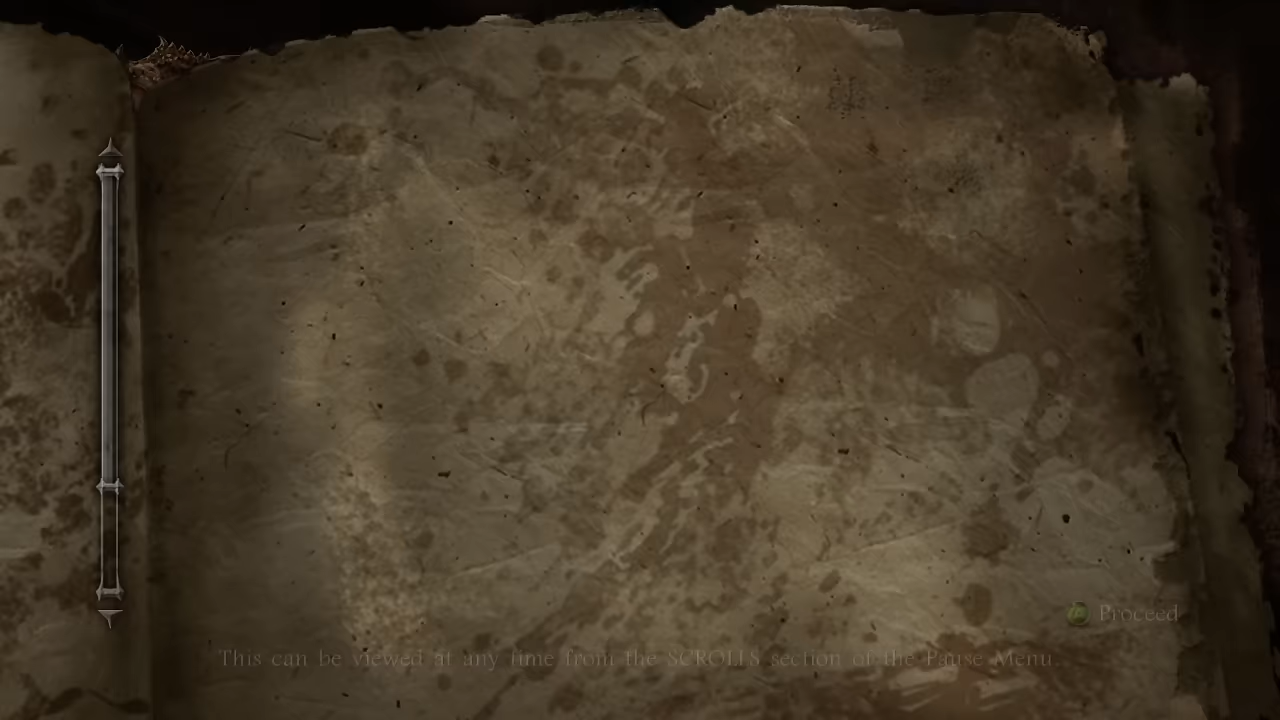 Proceed
This can be viewed at any time from the SCROLLS section of the Pause Menu.